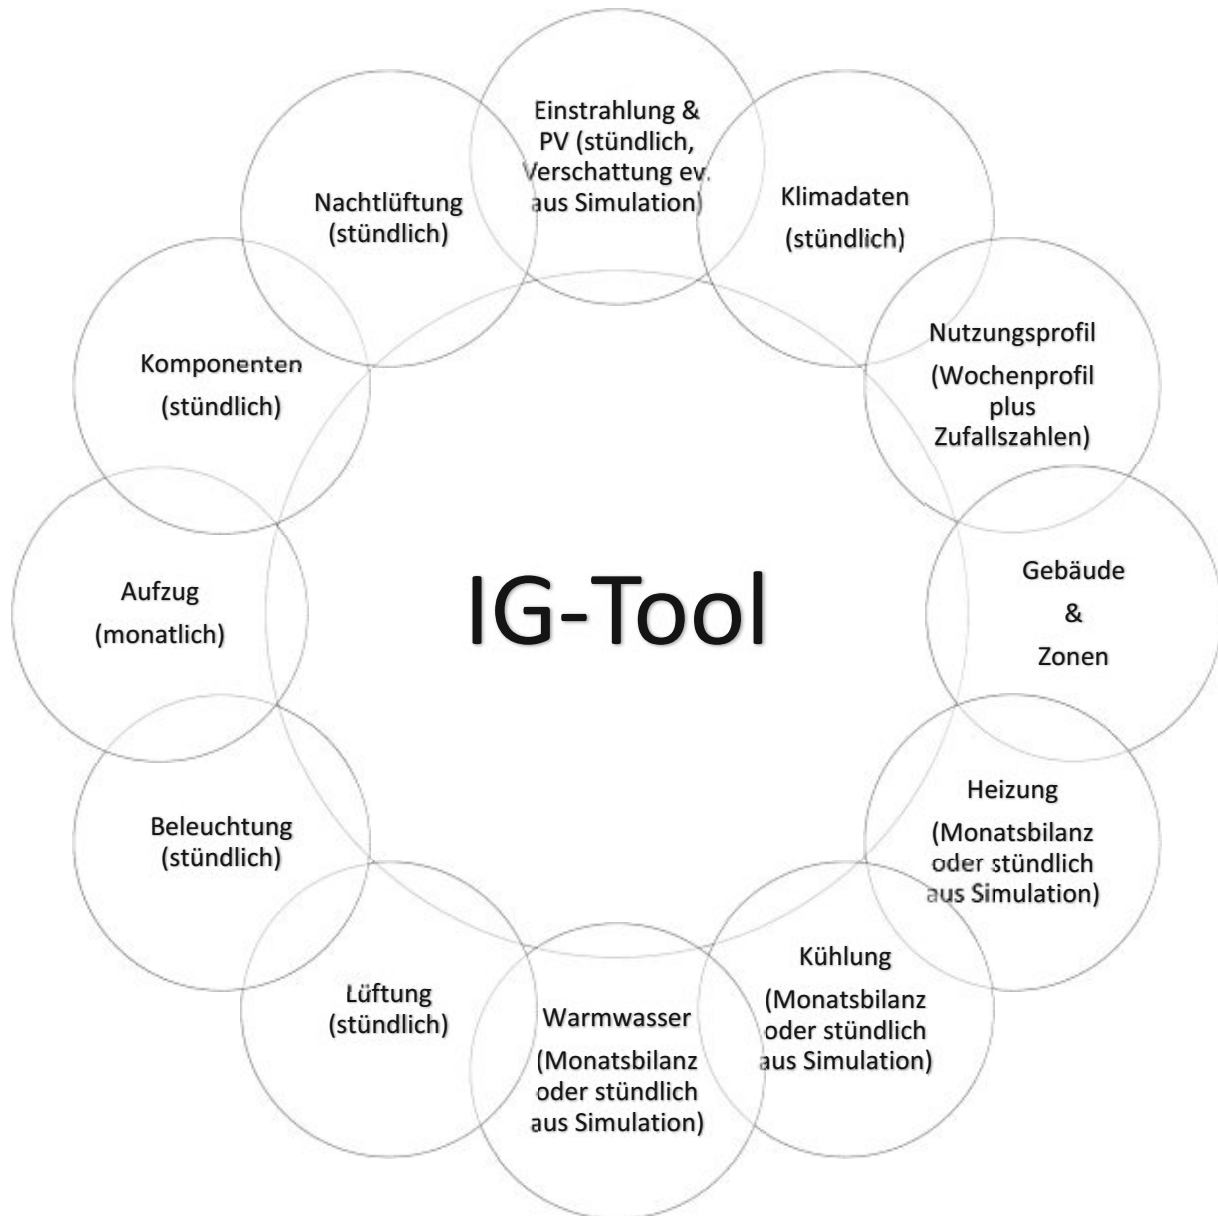 Einstrahlung &
PV (stündlich,
Verschattung ev.
aus Simulation)
Klimadaten
(stündlich)
Nutzungsprofil
(Wochenprofil
plus
Zufallszahlen)
Gebäude
&
Zonen
Heizung
(Monatsbilanz
oder stündlich
aus Simulation)
Kühlung
(Monatsbilanz
oder stündlich
aus Simulation)
Warmwasser
(Monatsbilanz
oder stündlich
aus Simulation)
Lüftung
(stündlich)
Beleuchtung
(stündlich)
Aufzug
(monatlich)
Komponenten
(stündlich)
Nachtlüftung
(stündlich)
IG-Tool